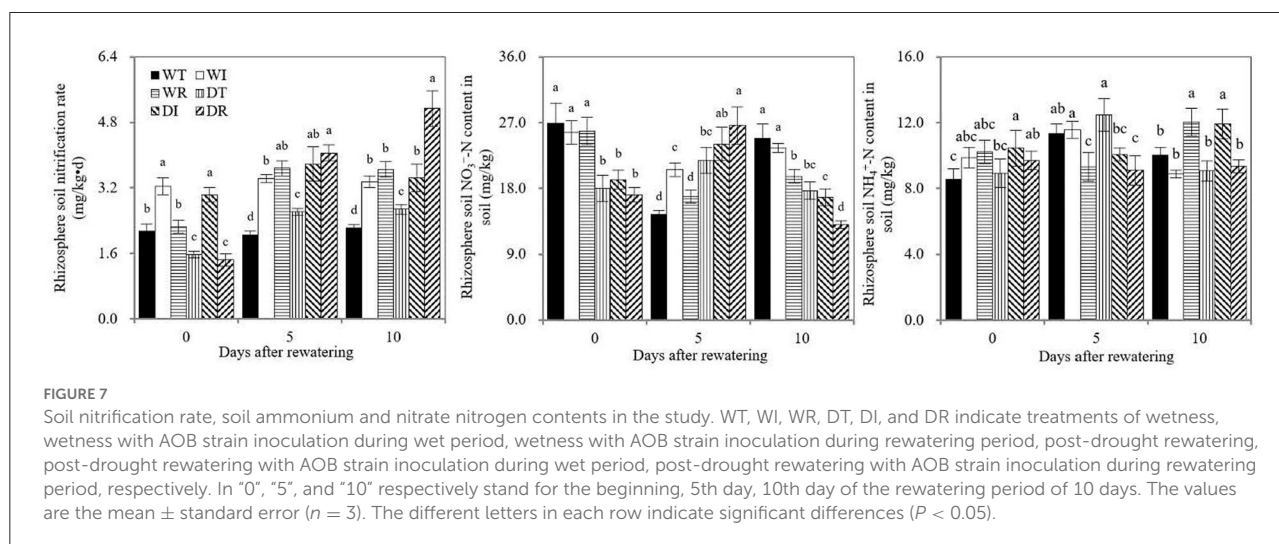 Rhizosphere soil nitrification rate
(mg/kg•d)
6.4
4.8
3.2
1.6
0.0
WT WI
WR DT
DI DR
b a b c a c
d b ab c ab a
c b b c b a
0 5 10
Days after rewatering
Rhizosphere soil NO₃⁻-N content in
soil (mg/kg)
36.0
27.0
18.0
9.0
0.0
a a a b b b
d c d bc ab a
a a b bc c d
0 5 10
Days after rewatering
Rhizosphere soil NH₄⁺-N content in
soil (mg/kg)
16.0
12.0
8.0
4.0
0.0
c abc abc bc a ab
ab a c a bc c
b b a b a b
0 5 10
Days after rewatering
FIGURE 7
Soil nitrification rate, soil ammonium and nitrate nitrogen contents in the study. WT, WI, WR, DT, DI, and DR indicate treatments of wetness,
wetness with AOB strain inoculation during wet period, wetness with AOB strain inoculation during rewatering period, post-drought rewatering,
post-drought rewatering with AOB strain inoculation during wet period, post-drought rewatering with AOB strain inoculation during rewatering
period, respectively. In "0", "5", and "10" respectively stand for the beginning, 5th day, 10th day of the rewatering period of 10 days. The values
are the mean ± standard error (n = 3). The different letters in each row indicate significant differences (P < 0.05).